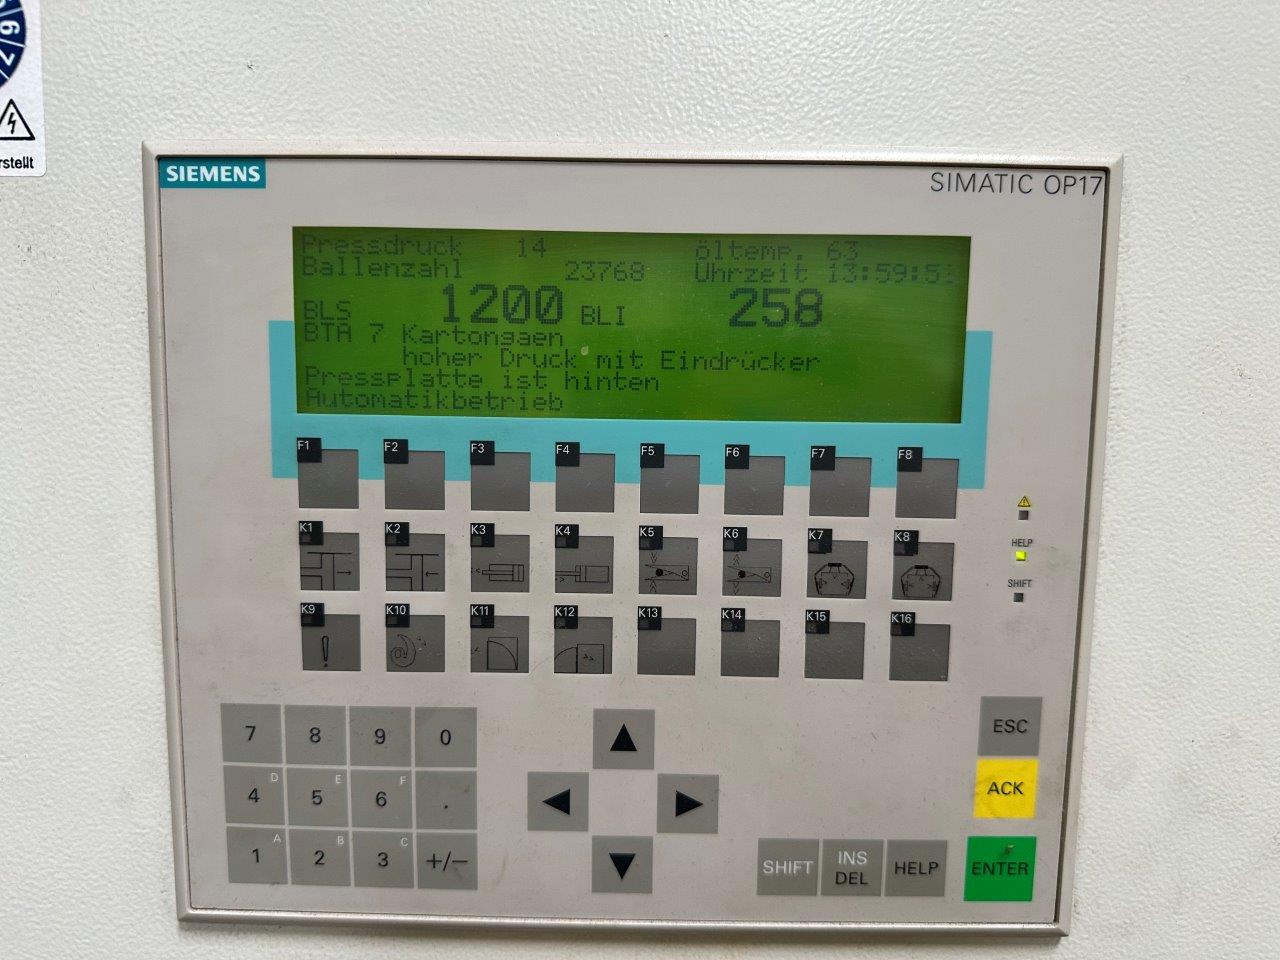 6/7
rstellt
SIEMENS
SIMATIC OP17
Pressdruck 14 öltemp. 63
Ballenzahl 23768 Uhrzeit 13:59:5
BLS 1200 BLI 258
BTA 7 Kartongaen
hoher Druck mit Eindrücker
Pressplatte ist hinten
Automatikbetrieb
F1 F2 F3 F4 F5 F6 F7 F8
K1 K2 K3 K4 K5 K6 K7 K8
HELP
SHIFT
K9 K10 K11 K12 K13 K14 K15 K16
7 8 9 0
ESC
D E F
4 5 6 .
ACK
A B C
1 2 3 +/−
SHIFT INS DEL HELP ENTER